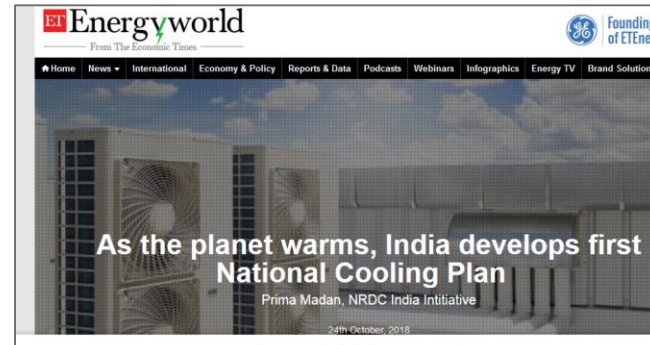 ET Energyworld
From The Economic Times
Founding
of ETEne
Home News International Economy & Policy Reports & Data Podcasts Webinars Infographics Energy TV Brand Solution
As the planet warms, India develops first
National Cooling Plan
Prima Madan, NRDC India Intitiative
24th October, 2018